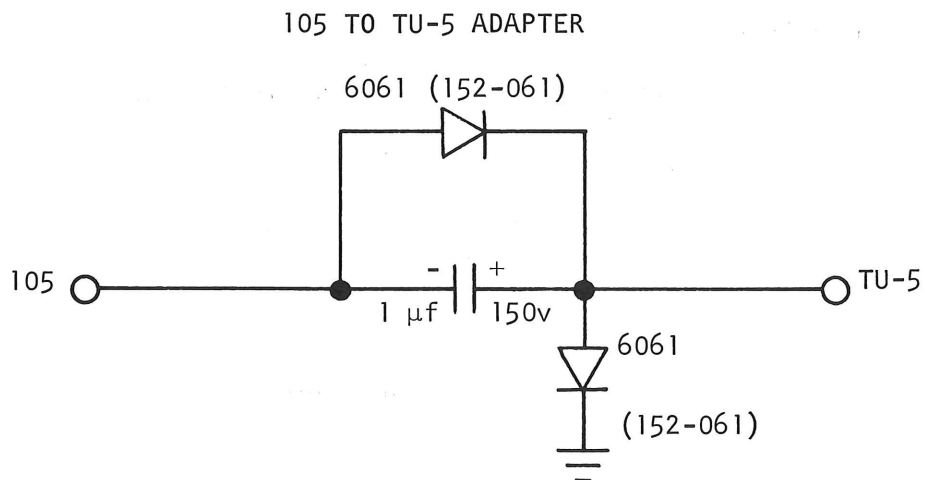 105 TO TU-5 ADAPTER
6061 (152-061)
105
- +
TU-5
1 µf 150v
6061
(152-061)